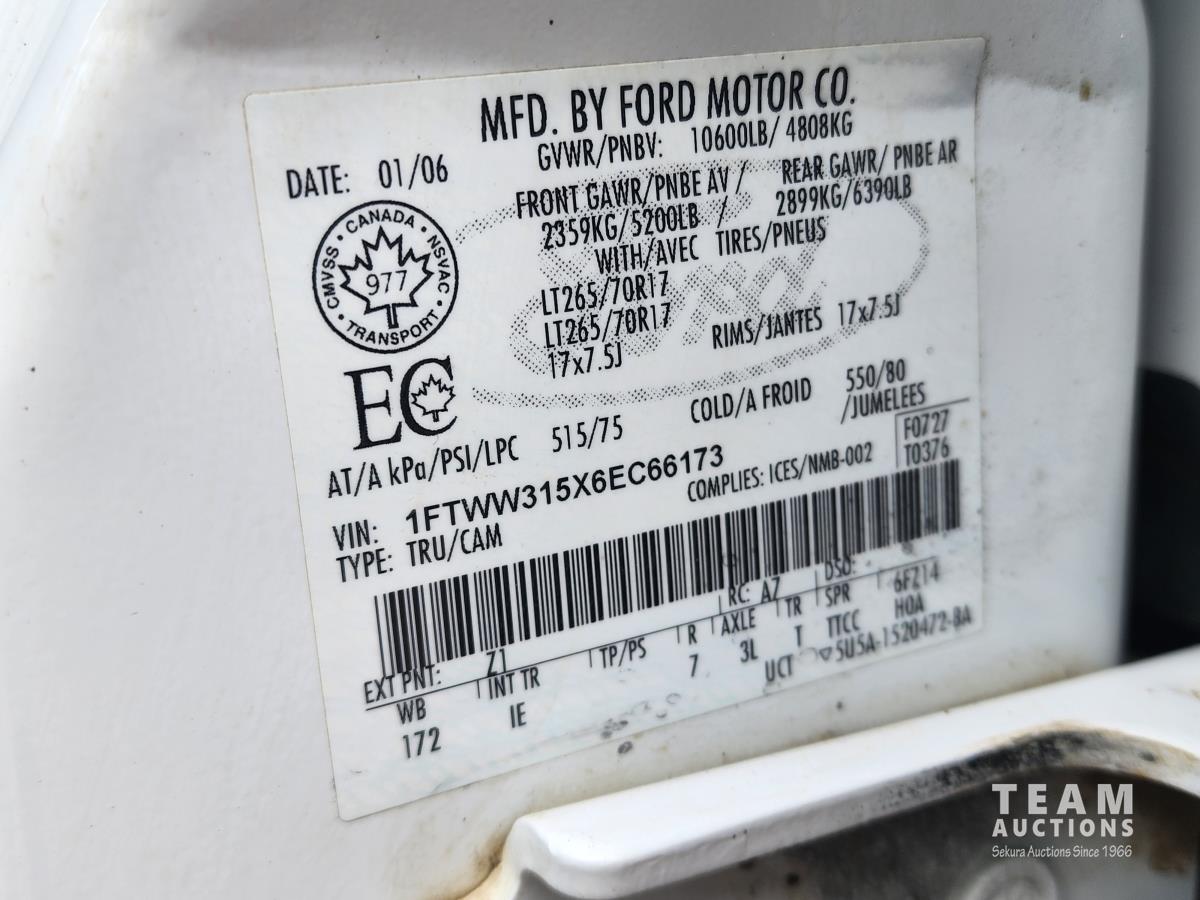 MFD. BY FORD MOTOR CO.
DATE: 01/06
GVWR/PNBV: 10600LB/ 4808KG
FRONT GAWR/PNBE AV / REAR GAWR/ PNBE AR
2359KG/5200LB / 2899KG/6390LB
WITH/AVEC TIRES/PNEUS
LT265/70R17
LT265/70R17
17x7.5J RIMS/JANTES 17x7.5J
CANADA • NSVAC • TRANSPORT • CMVSS
977
EC
AT/A kPa/PSI/LPC 515/75 COLD/A FROID 550/80
/JUMELEES
VIN: 1FTWW315X6EC66173
F0727
T0376
TYPE: TRU/CAM
COMPLIES: ICES/NMB-002
EXT PNT: Z1 RC: A7 DSO: 6FZ14
WB INT TR TP/PS R AXLE TR SPR HOA
172 IE 7 3L T TTCC
UCT 5U5A-1520472-BA
TEAM
AUCTIONS
Sekura Auctions Since 1966